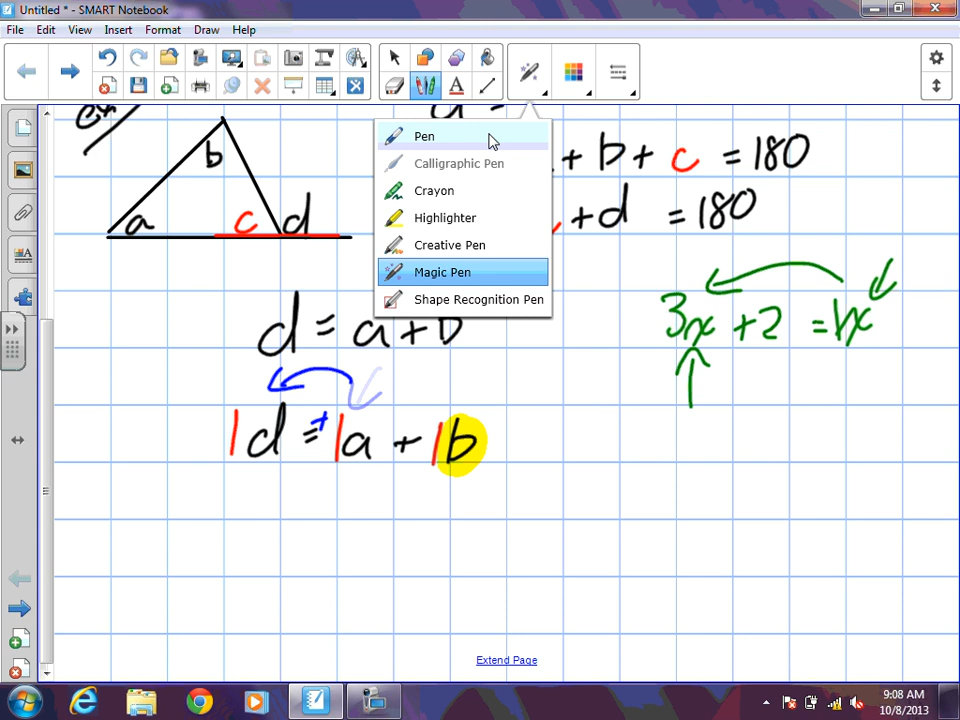 Untitled * - SMART Notebook
File Edit View Insert Format Draw Tools Help
Pen
Calligraphic Pen
Crayon
Highlighter
Creative Pen
Magic Pen
Shape Recognition Pen
ex
b
a c d
+ b + c = 180
+ d = 180
3x + 2 = 1x
d = a + b
1d = + 1a + 1b
Extend Page
9:08 AM
10/8/2013